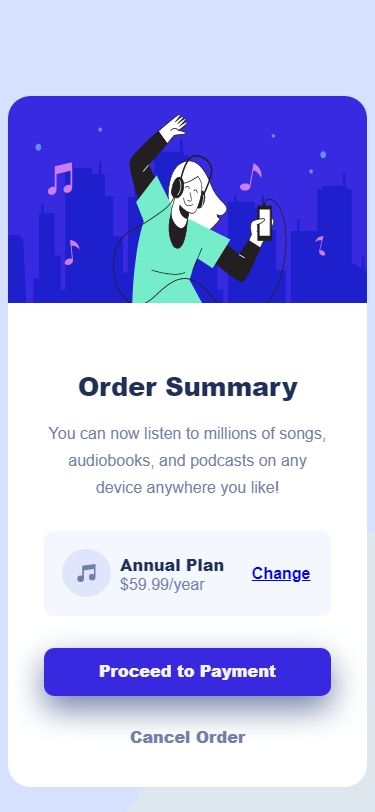 Order Summary
You can now listen to millions of songs,
audiobooks, and podcasts on any
device anywhere you like!
Annual Plan
$59.99/year
Change
Proceed to Payment
Cancel Order